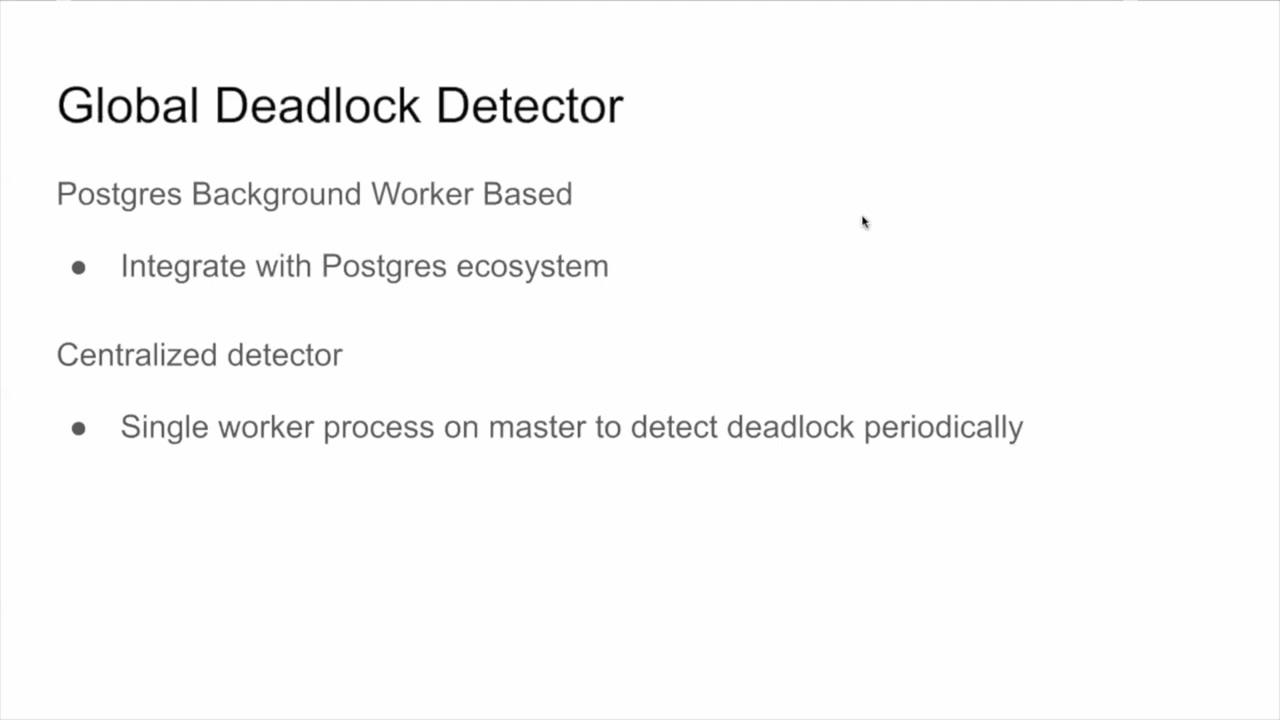 Global Deadlock Detector
Postgres Background Worker Based
● Integrate with Postgres ecosystem
Centralized detector
● Single worker process on master to detect deadlock periodically